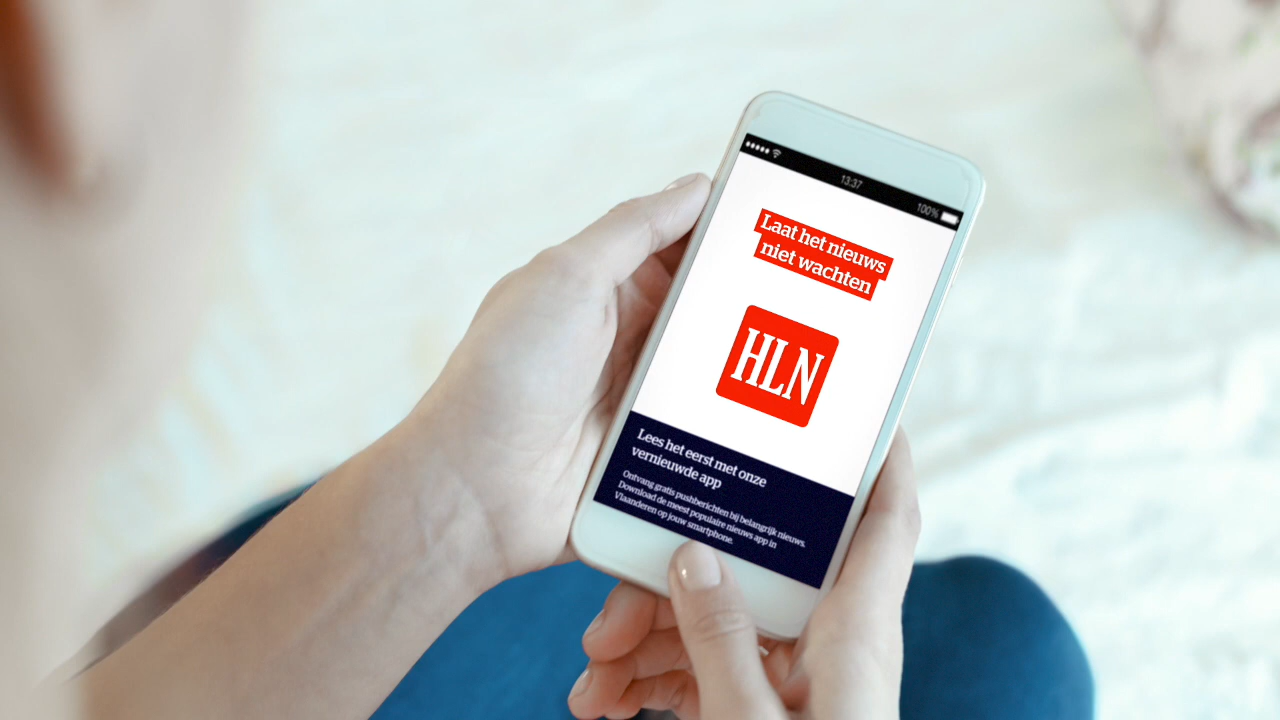 13:37
100%
Laat het nieuws
niet wachten
HLN
Lees het eerst met onze
vernieuwde app
Ontvang gratis pushberichten bij belangrijk nieuws.
Download de meest populaire nieuws app in
Vlaanderen op jouw smartphone.